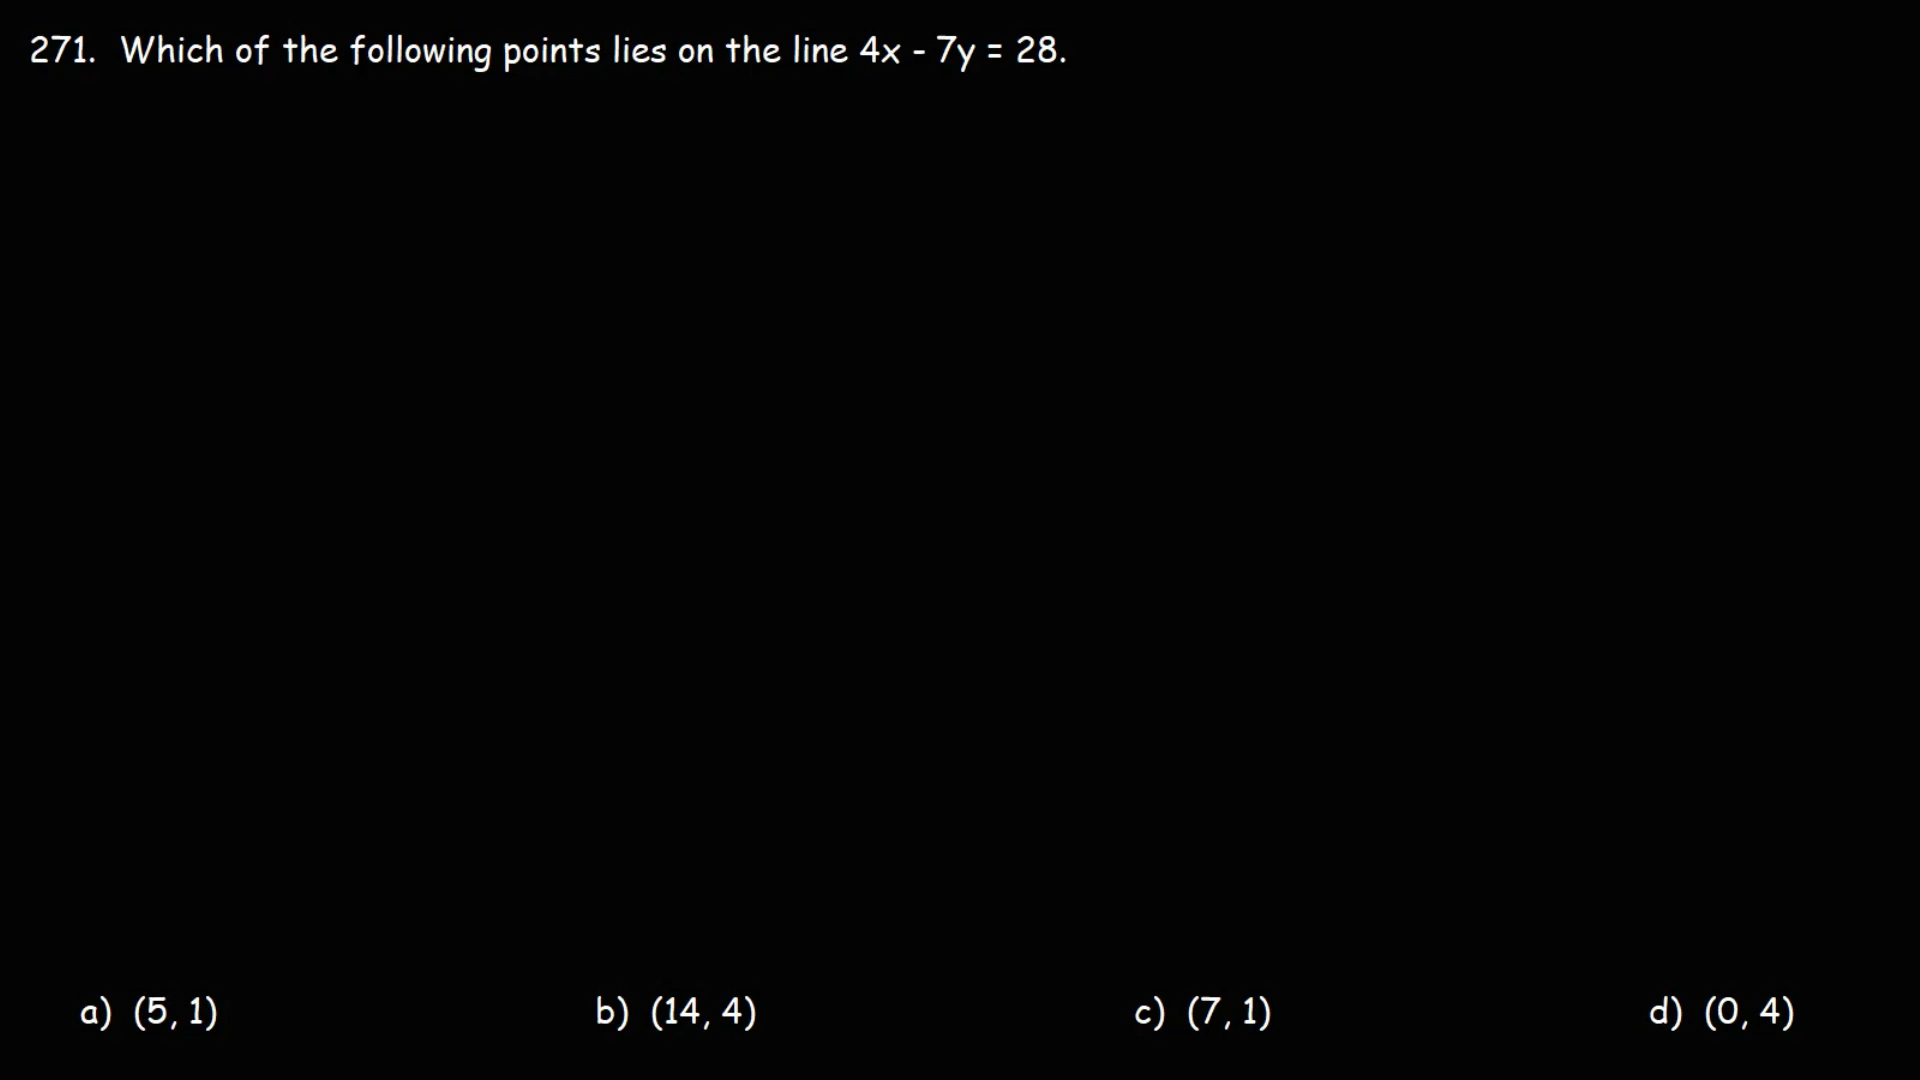 271. Which of the following points lies on the line 4x - 7y = 28.
a) (5, 1) b) (14, 4) c) (7, 1) d) (0, 4)